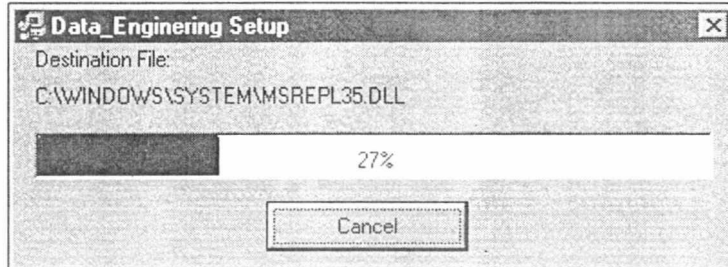 Data_Enginering Setup
Destination File:
C:\WINDOWS\SYSTEM\MSREPL35.DLL
27%
Cancel